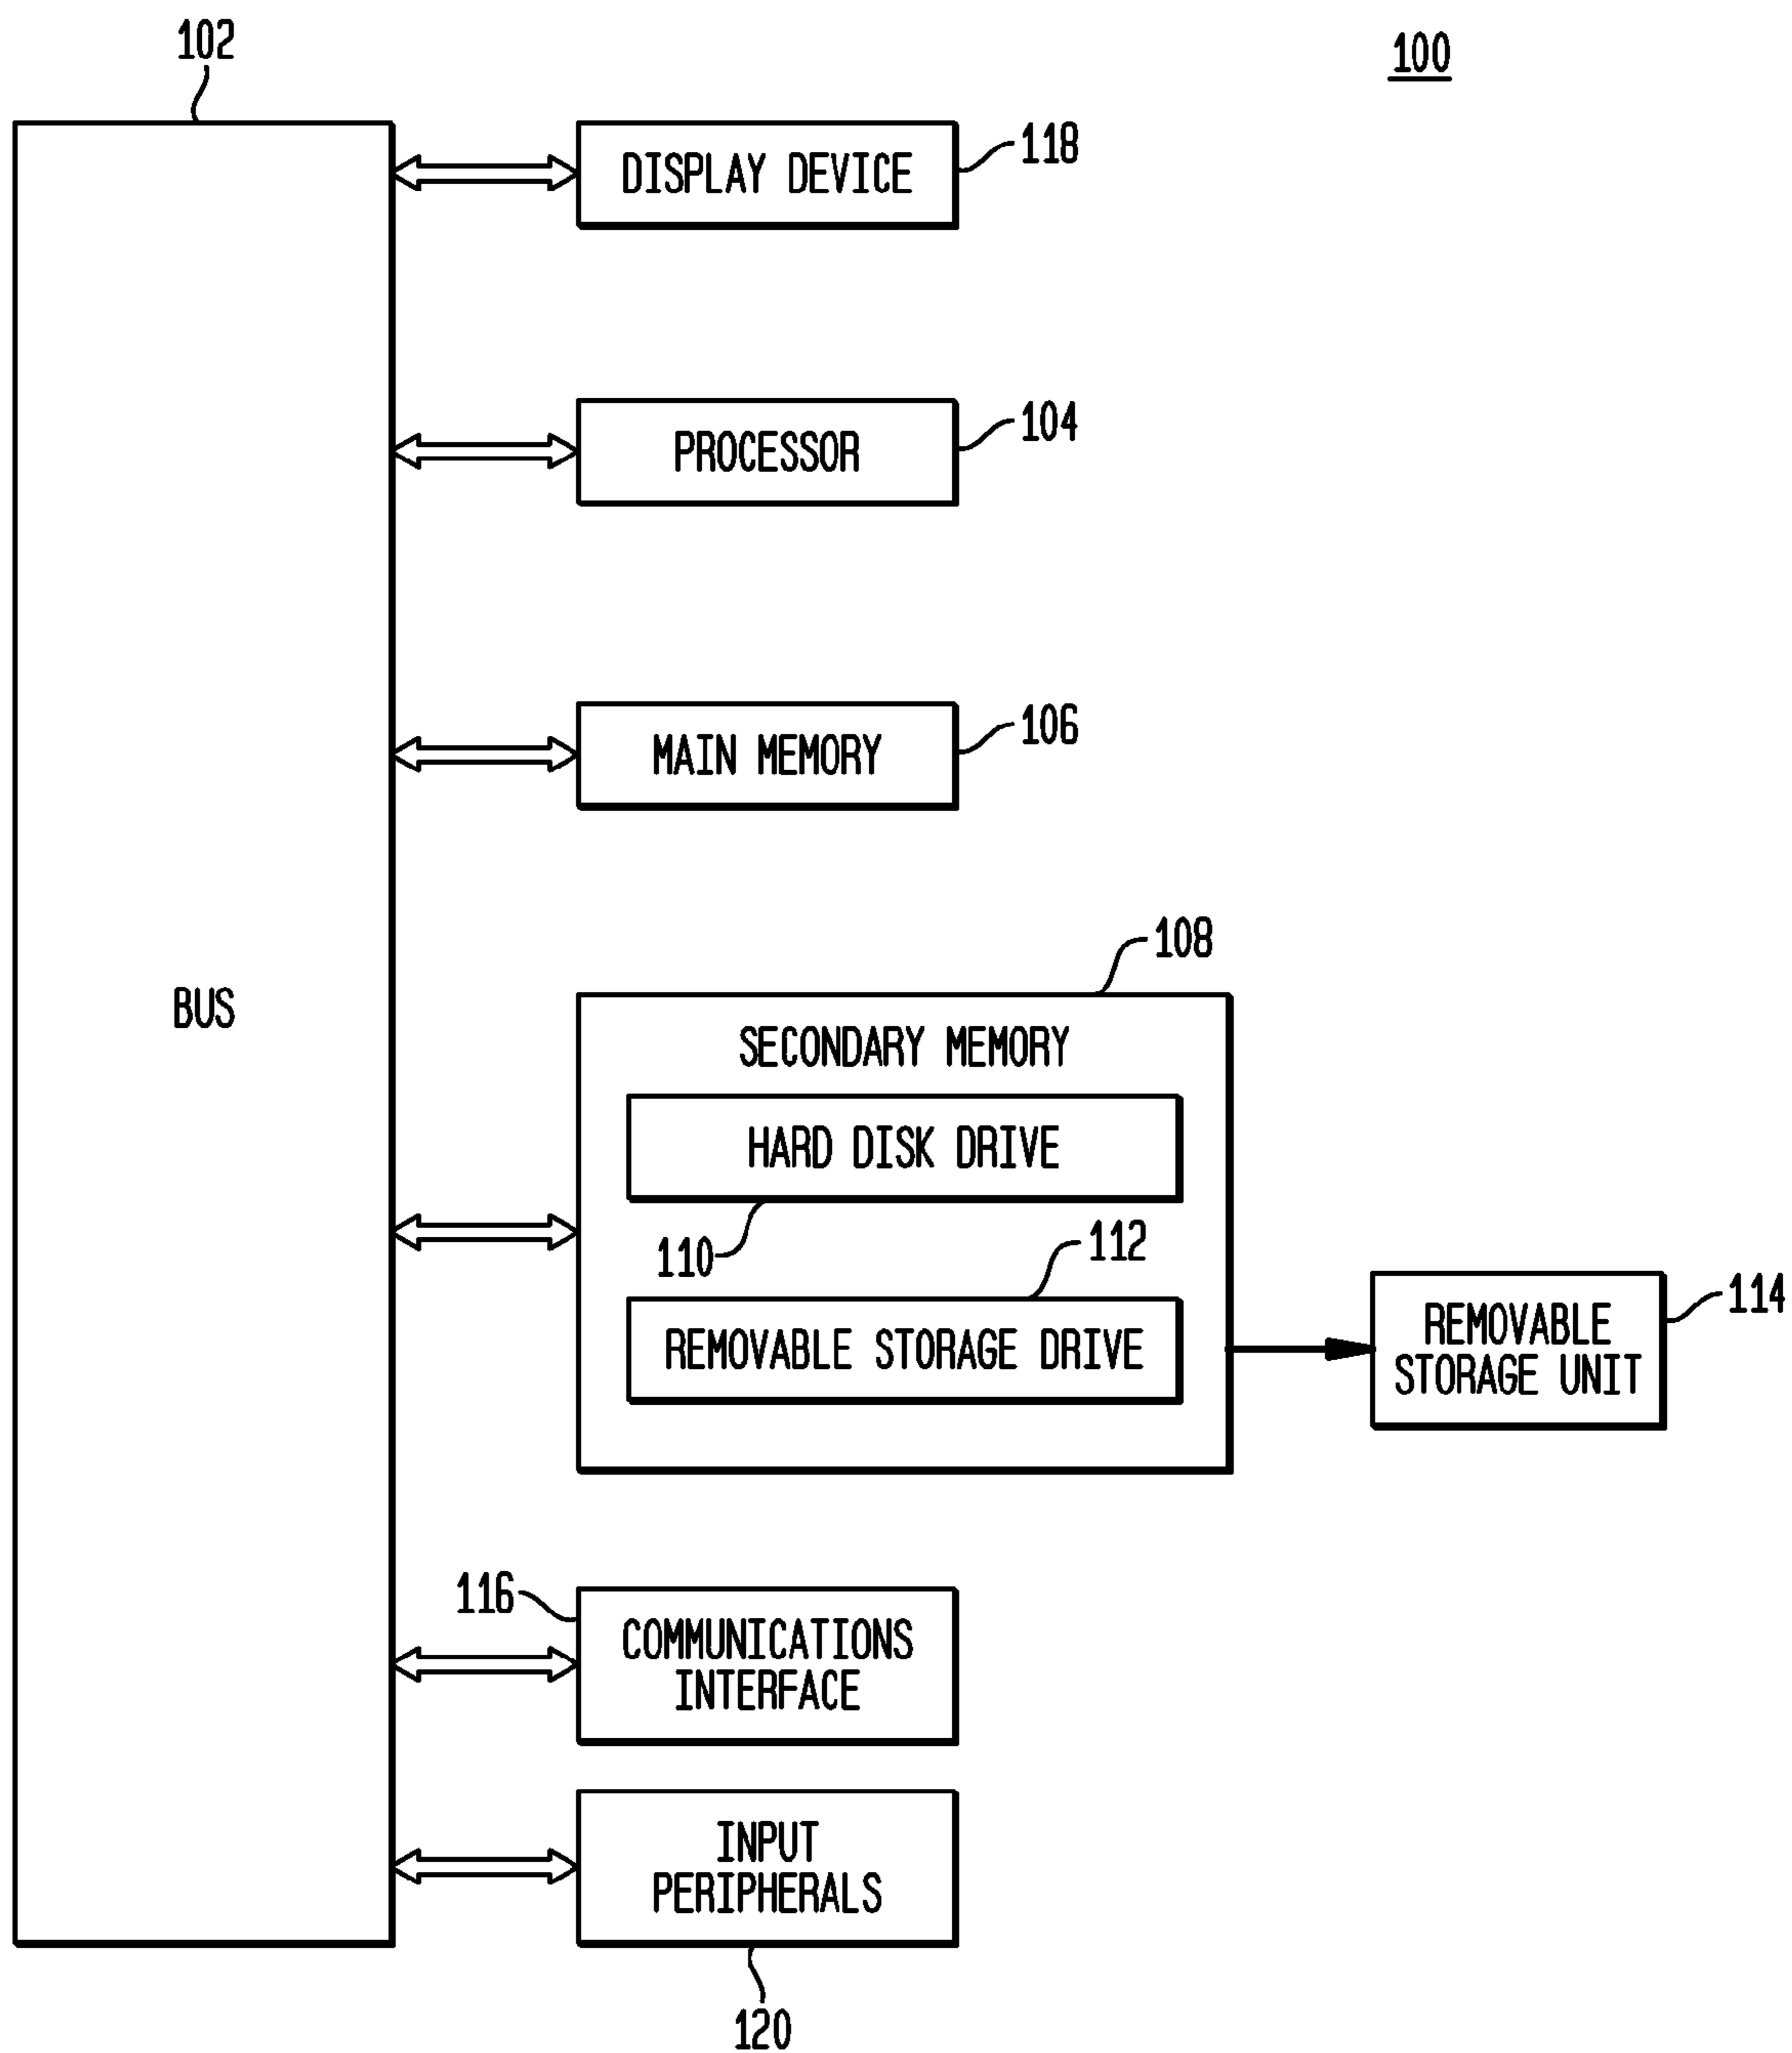 102
100
DISPLAY DEVICE
118
PROCESSOR
104
MAIN MEMORY
106
108
BUS
SECONDARY MEMORY
HARD DISK DRIVE
110
112
REMOVABLE STORAGE DRIVE
REMOVABLE
STORAGE UNIT
114
116
COMMUNICATIONS
INTERFACE
INPUT
PERIPHERALS
120